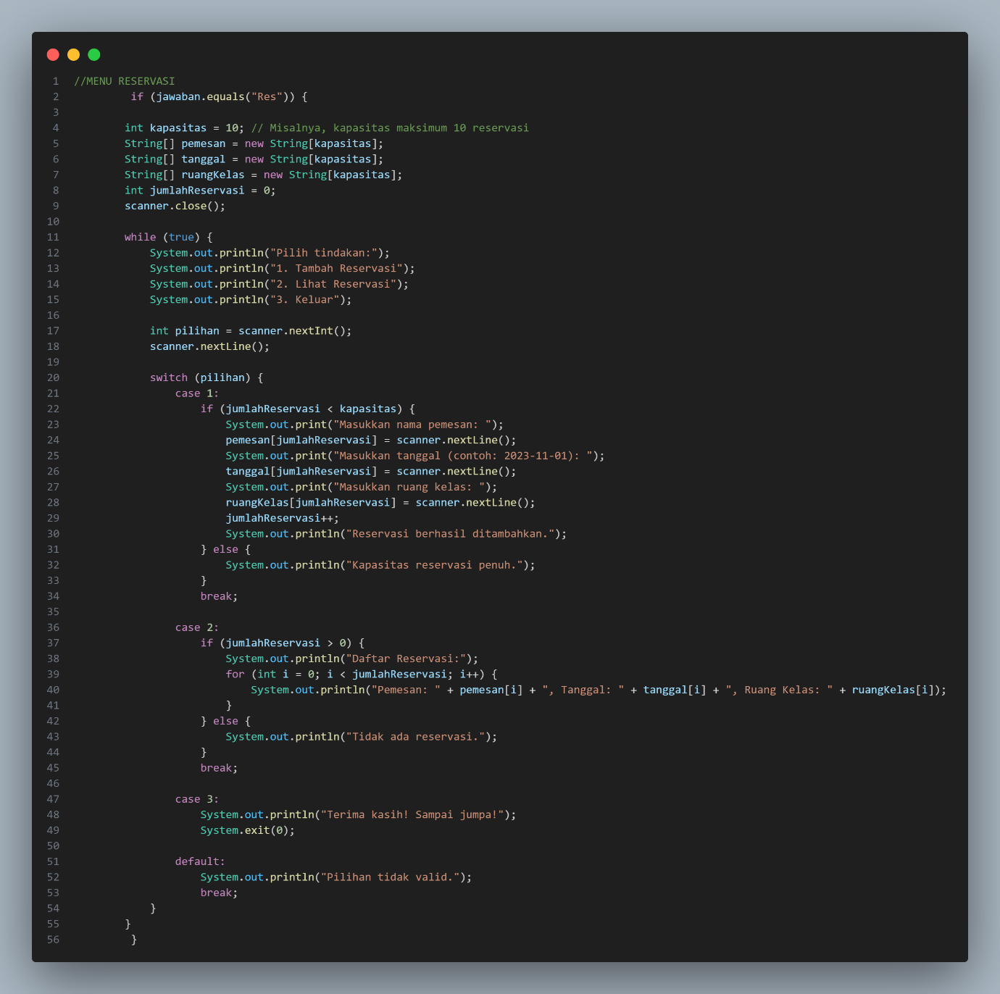 1 //MENU RESERVASI
2 if (jawaban.equals("Res")) {
3
4 int kapasitas = 10; // Misalnya, kapasitas maksimum 10 reservasi
5 String[] pemesan = new String[kapasitas];
6 String[] tanggal = new String[kapasitas];
7 String[] ruangKelas = new String[kapasitas];
8 int jumlahReservasi = 0;
9 scanner.close();
10
11 while (true) {
12 System.out.println("Pilih tindakan:");
13 System.out.println("1. Tambah Reservasi");
14 System.out.println("2. Lihat Reservasi");
15 System.out.println("3. Keluar");
16
17 int pilihan = scanner.nextInt();
18 scanner.nextLine();
19
20 switch (pilihan) {
21 case 1:
22 if (jumlahReservasi < kapasitas) {
23 System.out.print("Masukkan nama pemesan: ");
24 pemesan[jumlahReservasi] = scanner.nextLine();
25 System.out.print("Masukkan tanggal (contoh: 2023-11-01): ");
26 tanggal[jumlahReservasi] = scanner.nextLine();
27 System.out.print("Masukkan ruang kelas: ");
28 ruangKelas[jumlahReservasi] = scanner.nextLine();
29 jumlahReservasi++;
30 System.out.println("Reservasi berhasil ditambahkan.");
31 } else {
32 System.out.println("Kapasitas reservasi penuh.");
33 }
34 break;
35
36 case 2:
37 if (jumlahReservasi > 0) {
38 System.out.println("Daftar Reservasi:");
39 for (int i = 0; i < jumlahReservasi; i++) {
40 System.out.println("Pemesan: " + pemesan[i] + ", Tanggal: " + tanggal[i] + ", Ruang Kelas: " + ruangKelas[i]);
41 }
42 } else {
43 System.out.println("Tidak ada reservasi.");
44 }
45 break;
46
47 case 3:
48 System.out.println("Terima kasih! Sampai jumpa!");
49 System.exit(0);
50
51 default:
52 System.out.println("Pilihan tidak valid.");
53 break;
54 }
55 }
56 }